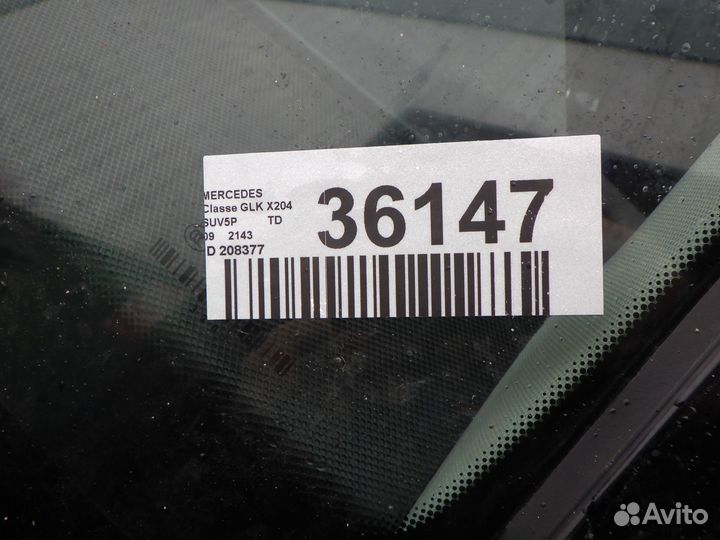 MERCEDES
Classe GLK X204
SUV5P TD
09 2143
D 208377
36147
Avito